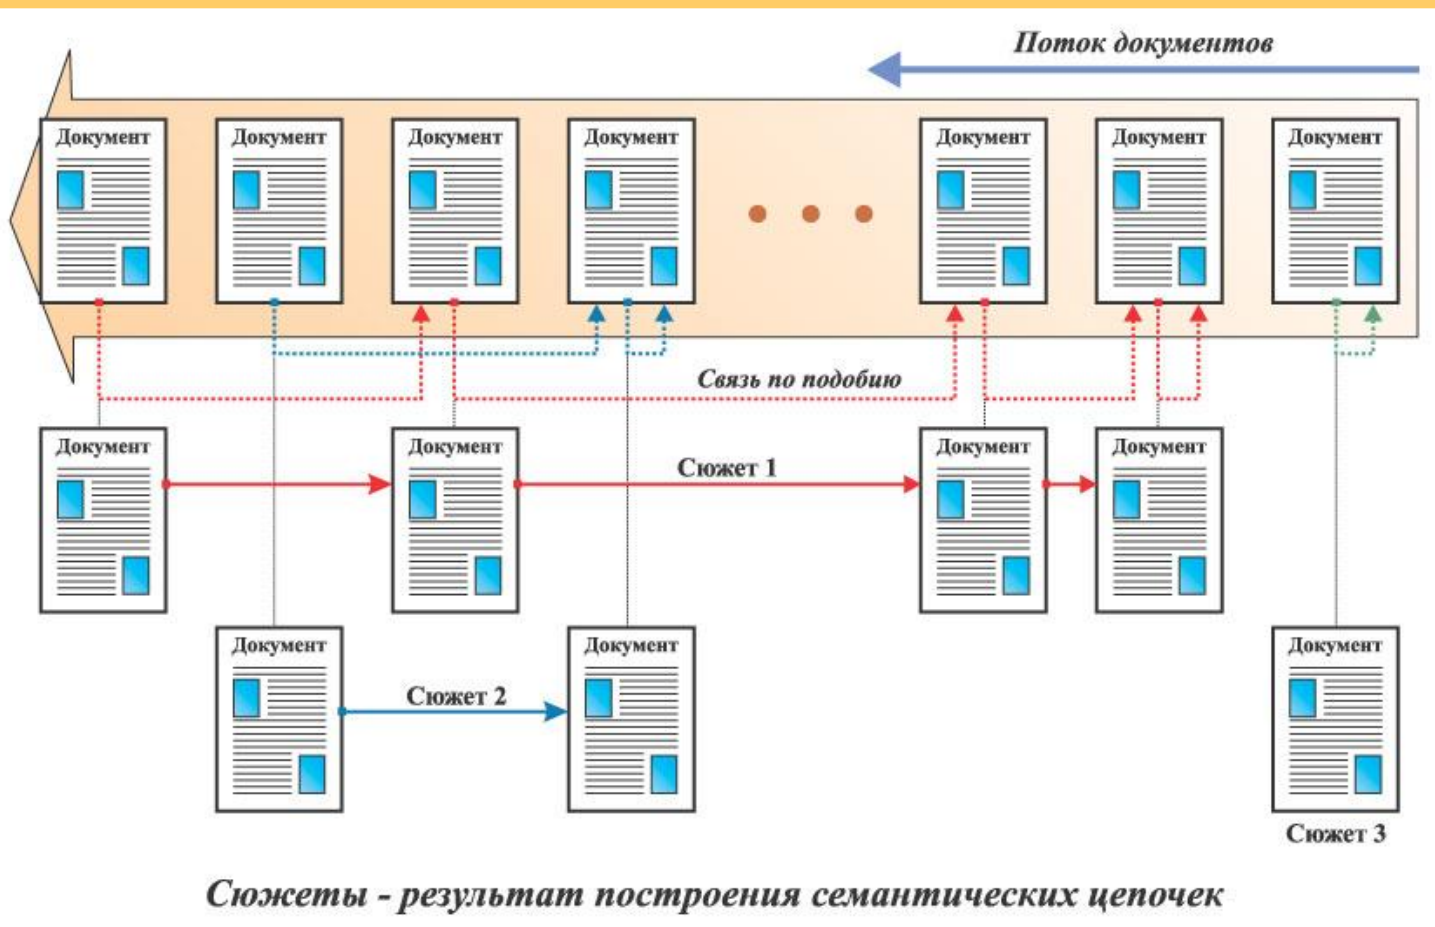 Поток документов
Документ Документ Документ Документ Документ Документ Документ
Связь по подобию
Документ Документ Документ Документ
Сюжет 1
Документ Документ Документ
Сюжет 2
Сюжет 3
Сюжеты - результат построения семантических цепочек